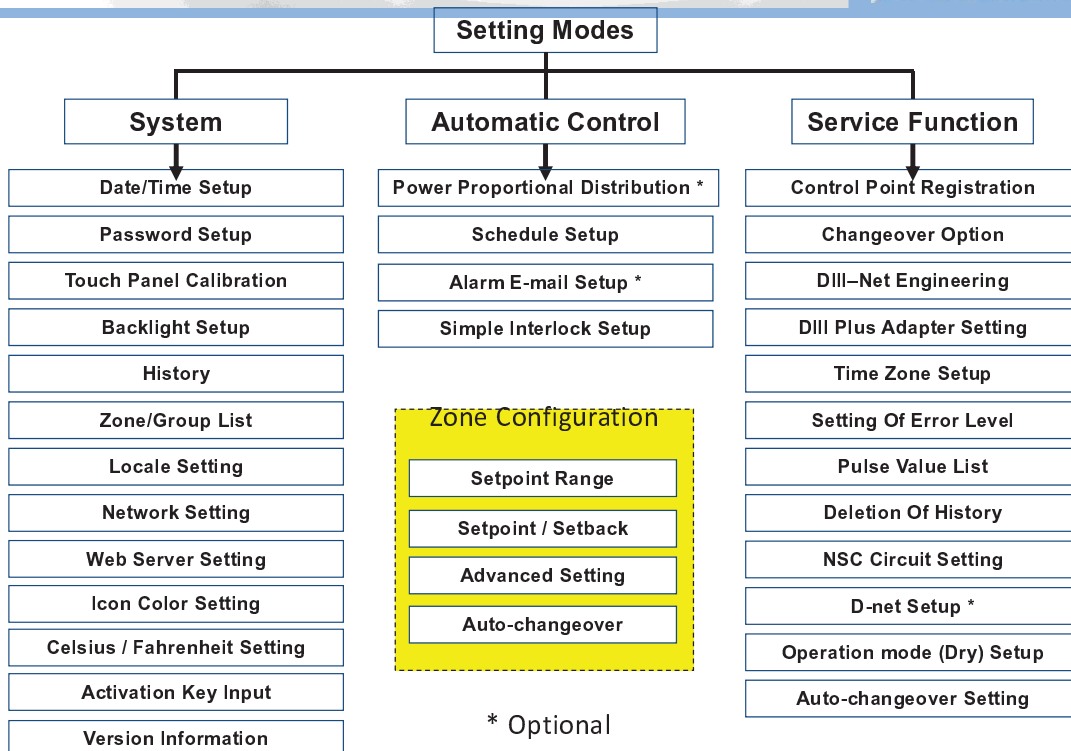 Setting Modes
System
Date/Time Setup
Password Setup
Touch Panel Calibration
Backlight Setup
History
Zone/Group List
Locale Setting
Network Setting
Web Server Setting
Icon Color Setting
Celsius / Fahrenheit Setting
Activation Key Input
Version Information
Automatic Control
Power Proportional Distribution *
Schedule Setup
Alarm E-mail Setup *
Simple Interlock Setup
Zone Configuration
Setpoint Range
Setpoint / Setback
Advanced Setting
Auto-changeover
* Optional
Service Function
Control Point Registration
Changeover Option
DIII–Net Engineering
DIII Plus Adapter Setting
Time Zone Setup
Setting Of Error Level
Pulse Value List
Deletion Of History
NSC Circuit Setting
D-net Setup *
Operation mode (Dry) Setup
Auto-changeover Setting